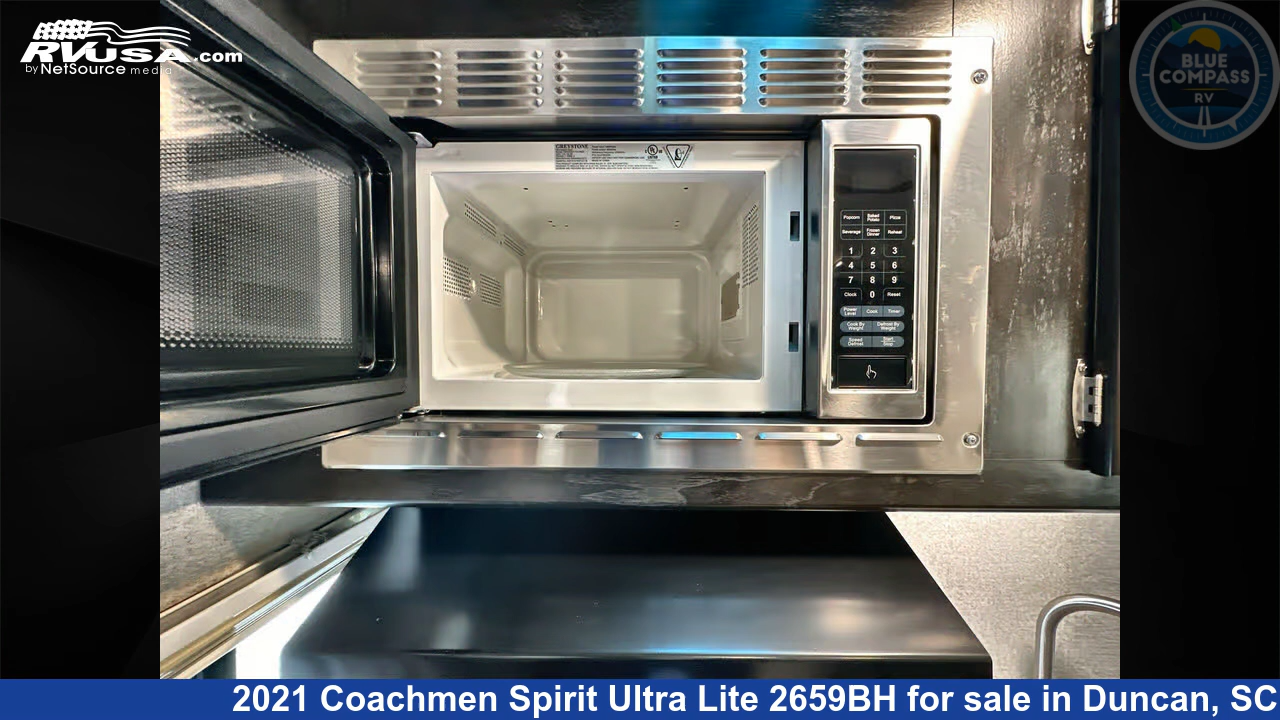 RVUSA.com
by NetSource media
BLUE
COMPASS
RV
GREYSTONE
Popcorn Baked Potato Pizza
Beverage Frozen Dinner Reheat
1 2 3
4 5 6
7 8 9
Clock 0 Reset
Power Level Cook Timer
Cook By Weight Defrost By Weight
Speed Defrost Start Stop
2021 Coachmen Spirit Ultra Lite 2659BH for sale in Duncan, SC